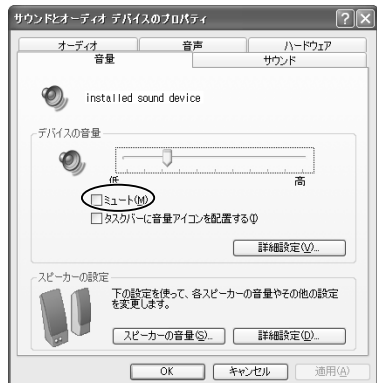 サウンドとオーディオ デバイスのプロパティ
オーディオ 音声 ハードウェア
音量 サウンド
installed sound device
デバイスの音量
低 高
ミュート(M)
タスクバーに音量アイコンを配置する(I)
詳細設定(V)...
スピーカーの設定
下の設定を使って、各スピーカーの音量やその他の設定
を変更します。
スピーカーの音量(S)... 詳細設定(D)...
OK キャンセル 適用(A)